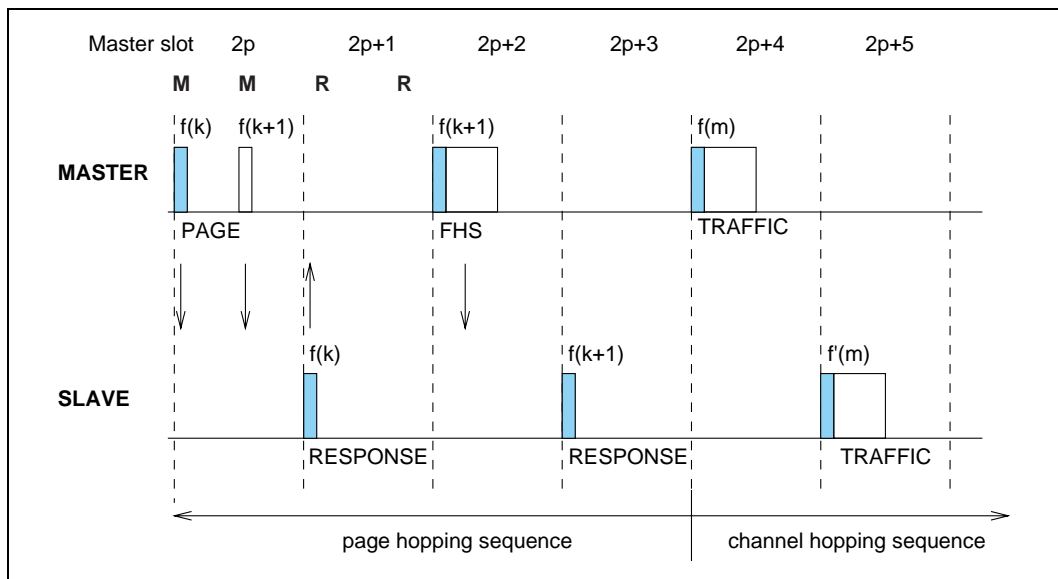 Master slot 2p 2p+1 2p+2 2p+3 2p+4 2p+5
M M R R
f(k) f(k+1) f(k+1) f(m)
MASTER
PAGE FHS TRAFFIC
f(k) f(k+1) f'(m)
SLAVE
RESPONSE RESPONSE TRAFFIC
page hopping sequence channel hopping sequence